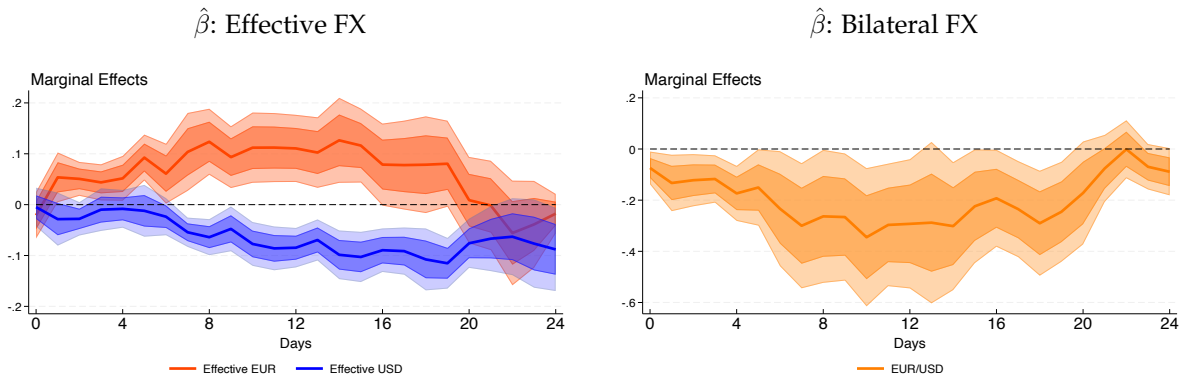 β̂: Effective FX
Marginal Effects
.2
.1
0
-.1
-.2
0 4 8 12 16 20 24
Days
Effective EUR Effective USD
β̂: Bilateral FX
Marginal Effects
.2
0
-.2
-.4
-.6
0 4 8 12 16 20 24
Days
EUR/USD